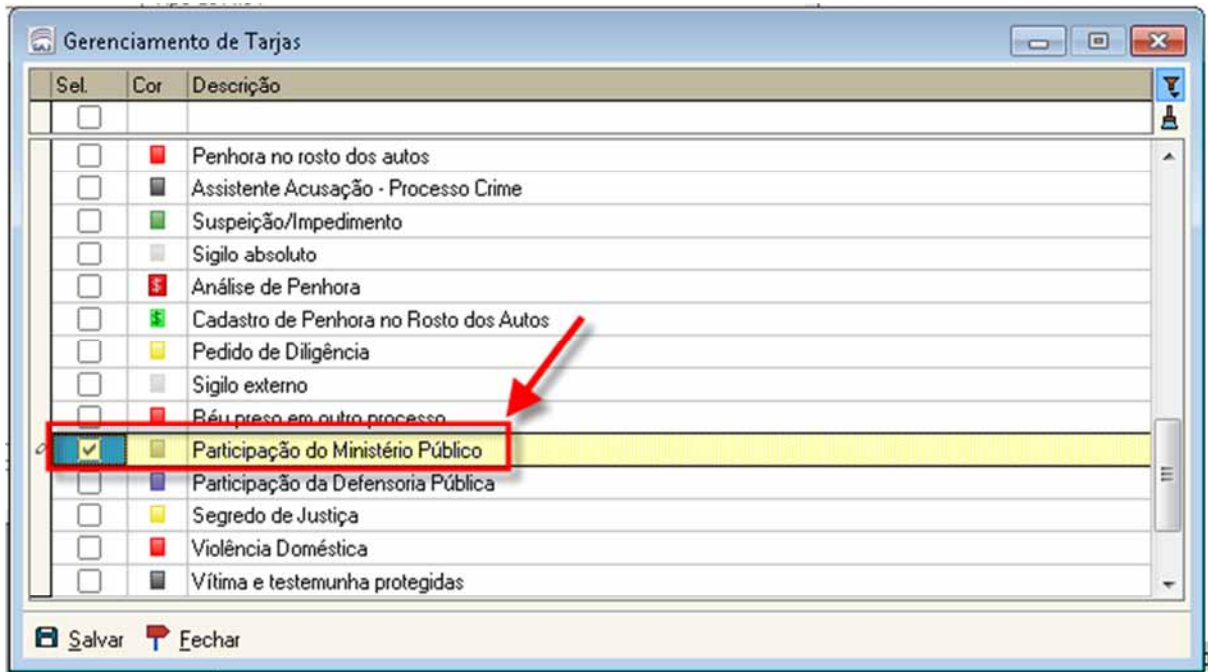 Gerenciamento de Tarjas
Sel. Cor Descrição
Penhora no rosto dos autos
Assistente Acusação - Processo Crime
Suspeição/Impedimento
Sigilo absoluto
$ Análise de Penhora
$ Cadastro de Penhora no Rosto dos Autos
Pedido de Diligência
Sigilo externo
Réu preso em outro processo
Participação do Ministério Público
Participação da Defensoria Pública
Segredo de Justiça
Violência Doméstica
Vítima e testemunha protegidas
Salvar Fechar